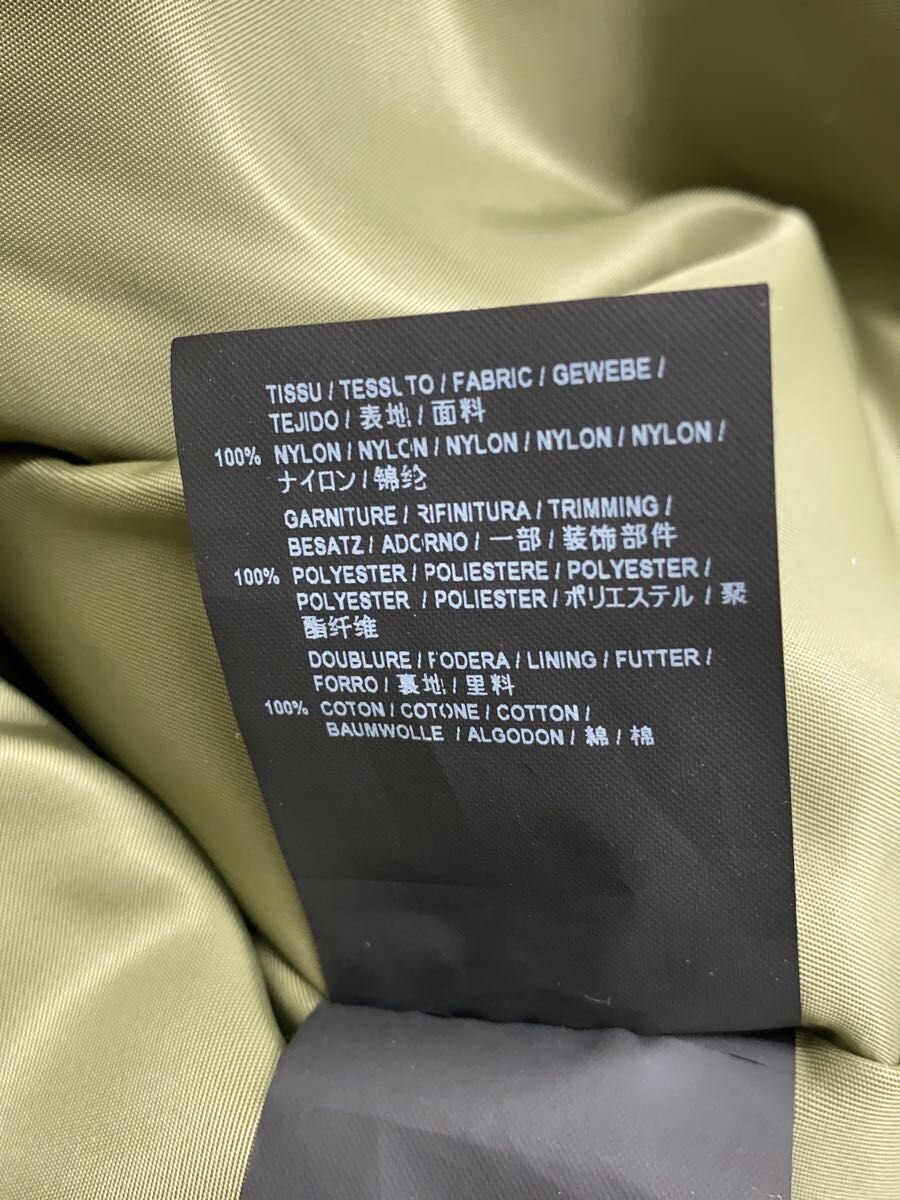 TISSU / TESSUTO / FABRIC / GEWEBE /
TEJIDO / 表地 / 面料
100% NYLON / NYLON / NYLON / NYLON / NYLON /
ナイロン / 锦纶
GARNITURE / RIFINITURA / TRIMMING /
BESATZ / ADORNO / 一部 / 装饰部件
100% POLYESTER / POLIESTERE / POLYESTER /
POLYESTER / POLIESTER / ポリエステル / 聚
酯纤维
DOUBLURE / FODERA / LINING / FUTTER /
FORRO / 裏地 / 里料
100% COTON / COTONE / COTTON /
BAUMWOLLE / ALGODON / 綿 / 棉